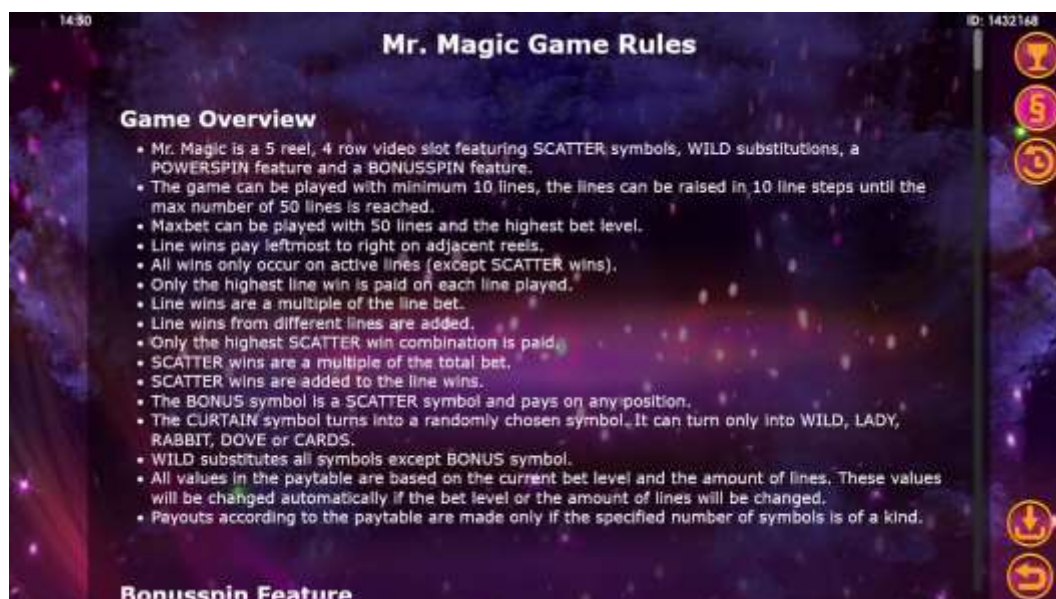 14:50
ID: 1432168
Mr. Magic Game Rules
Game Overview
• Mr. Magic is a 5 reel, 4 row video slot featuring SCATTER symbols, WILD substitutions, a
POWERSPIN feature and a BONUSSPIN feature.
• The game can be played with minimum 10 lines, the lines can be raised in 10 line steps until the
max number of 50 lines is reached.
• Maxbet can be played with 50 lines and the highest bet level.
• Line wins pay leftmost to right on adjacent reels.
• All wins only occur on active lines (except SCATTER wins).
• Only the highest line win is paid on each line played.
• Line wins are a multiple of the line bet.
• Line wins from different lines are added.
• Only the highest SCATTER win combination is paid.
• SCATTER wins are a multiple of the total bet.
• SCATTER wins are added to the line wins.
• The BONUS symbol is a SCATTER symbol and pays on any position.
• The CURTAIN symbol turns into a randomly chosen symbol. It can turn only into WILD, LADY,
RABBIT, DOVE or CARDS.
• WILD substitutes all symbols except BONUS symbol.
• All values in the paytable are based on the current bet level and the amount of lines. These values
will be changed automatically if the bet level or the amount of lines will be changed.
• Payouts according to the paytable are made only if the specified number of symbols is of a kind.
Bonusspin Feature
§